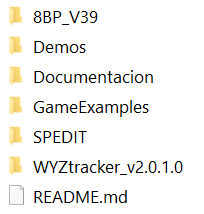 8BP_V39
Demos
Documentacion
GameExamples
SPEDIT
WYZtracker_v2.0.1.0
README.md